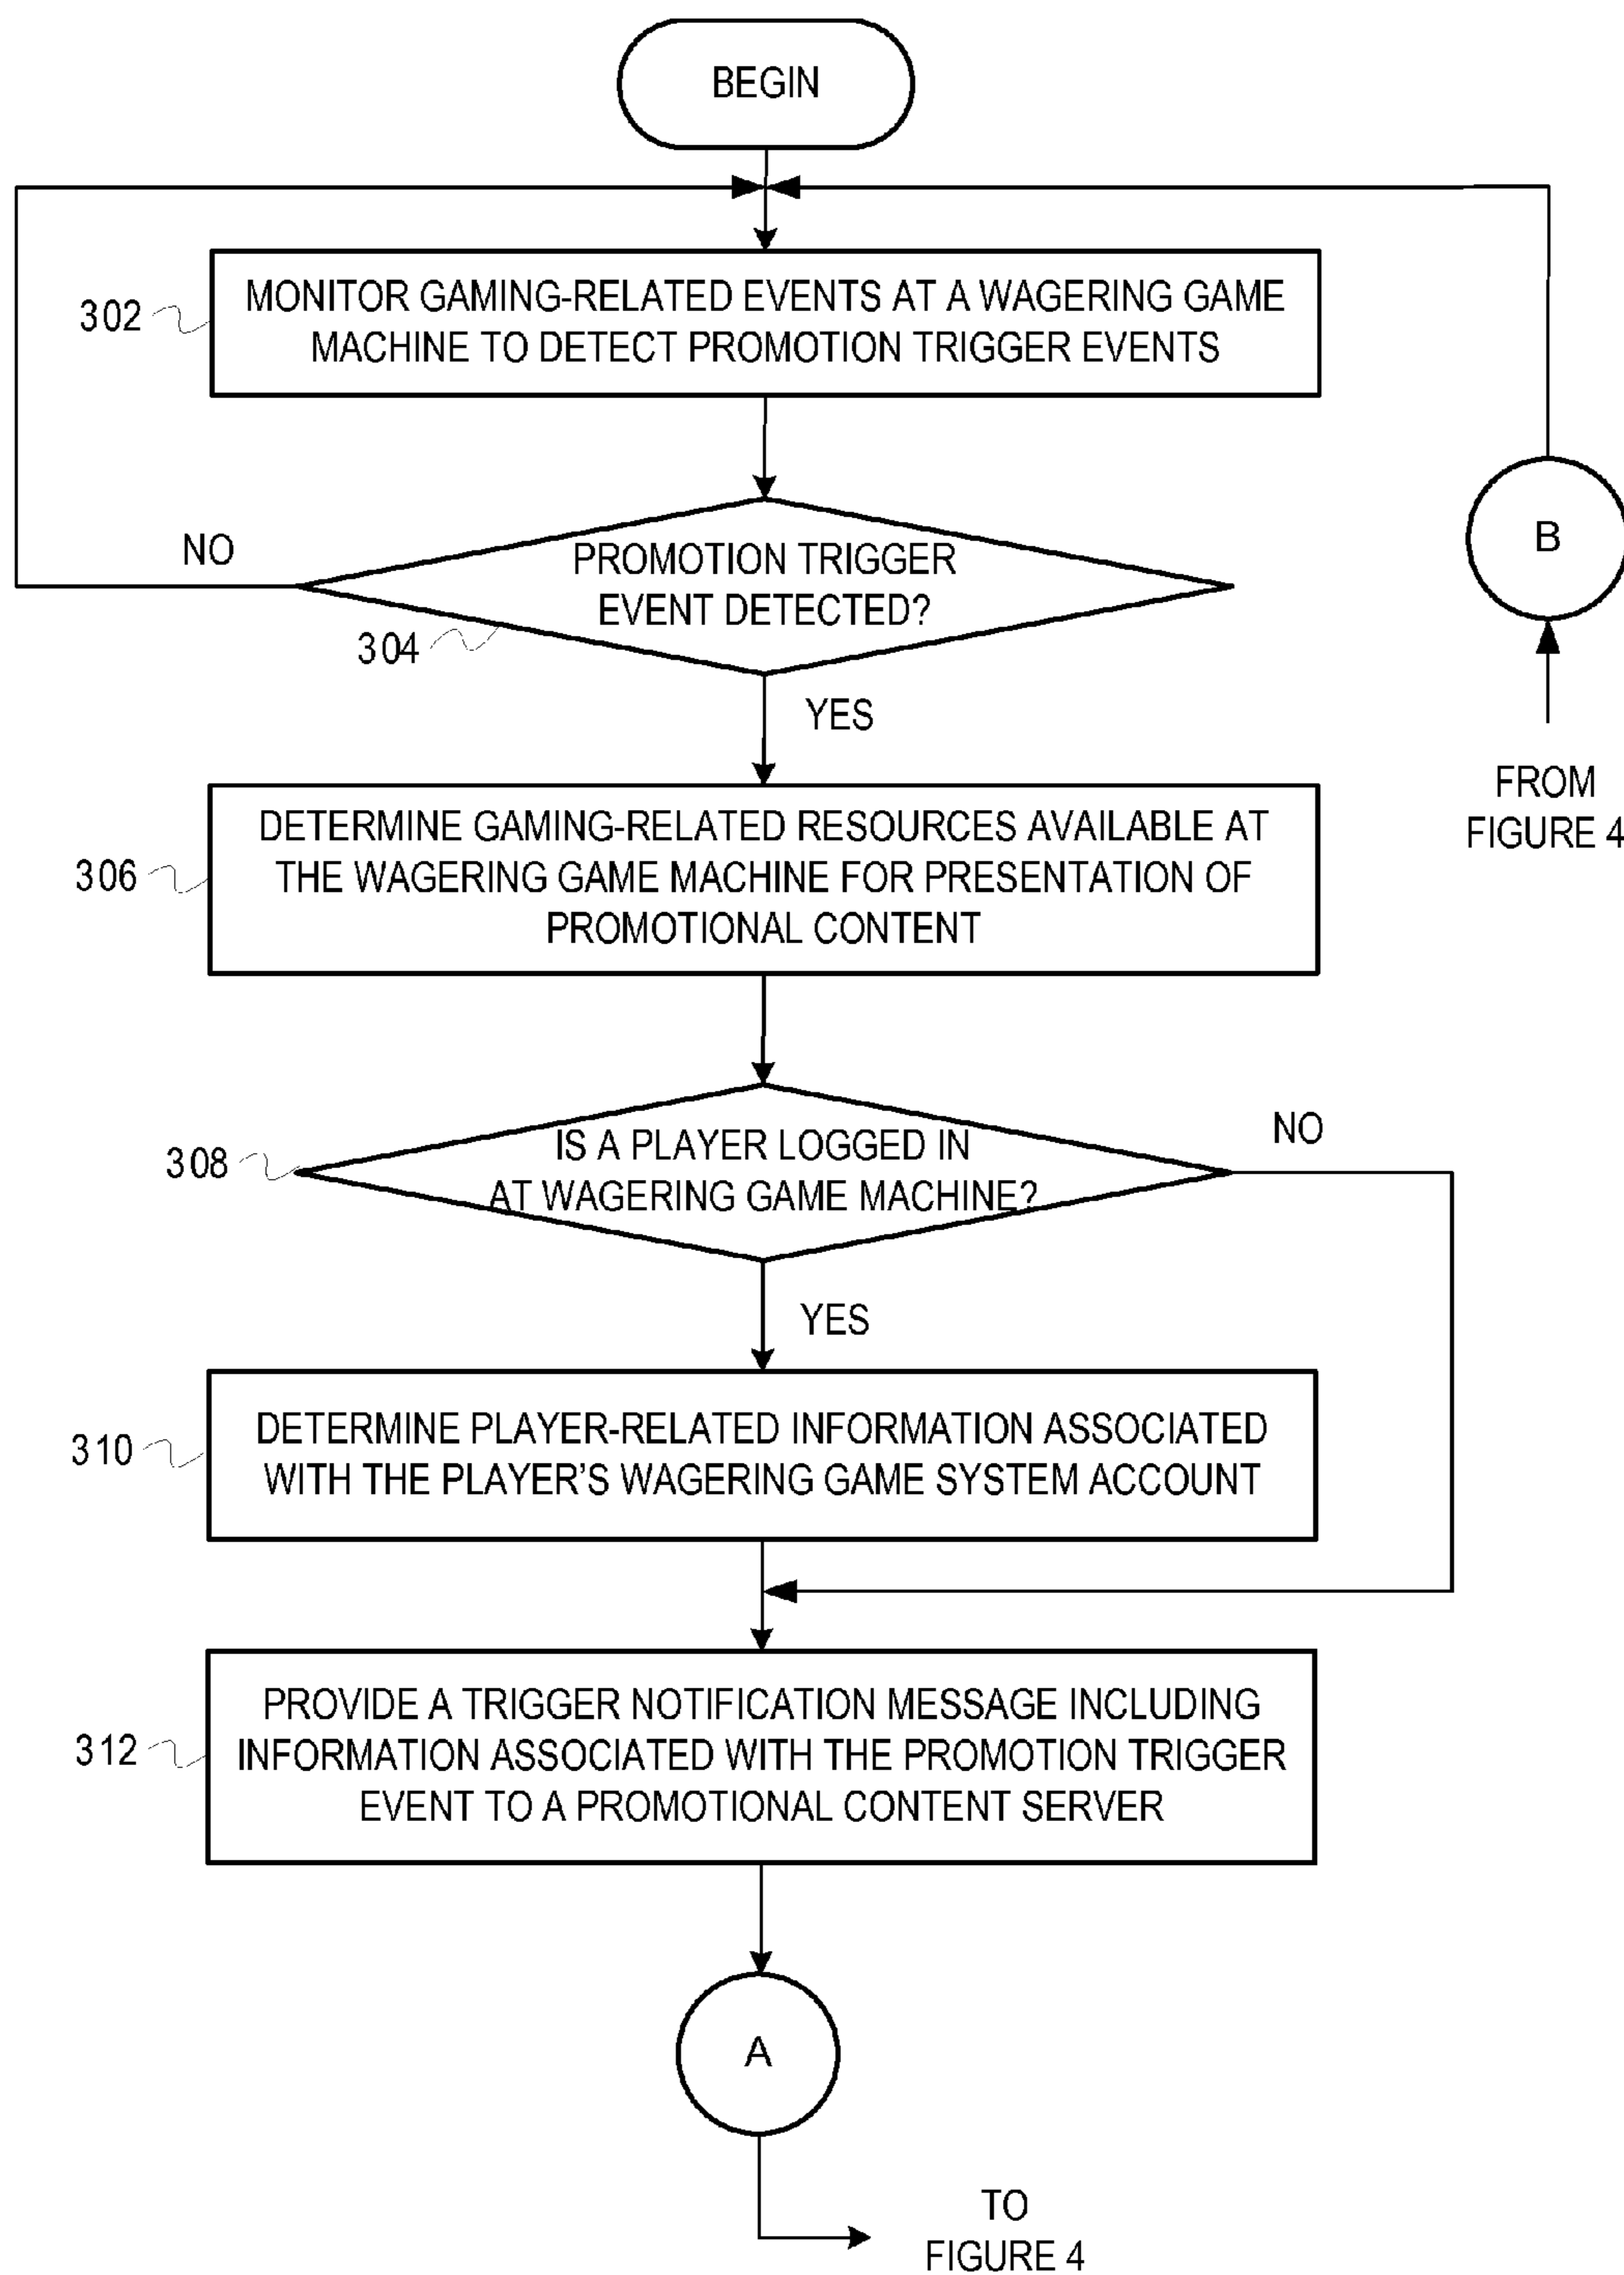 BEGIN
302
MONITOR GAMING-RELATED EVENTS AT A WAGERING GAME
MACHINE TO DETECT PROMOTION TRIGGER EVENTS
NO
PROMOTION TRIGGER
EVENT DETECTED?
304
B
YES
FROM
FIGURE 4
306
DETERMINE GAMING-RELATED RESOURCES AVAILABLE AT
THE WAGERING GAME MACHINE FOR PRESENTATION OF
PROMOTIONAL CONTENT
308
IS A PLAYER LOGGED IN
AT WAGERING GAME MACHINE?
NO
YES
310
DETERMINE PLAYER-RELATED INFORMATION ASSOCIATED
WITH THE PLAYER'S WAGERING GAME SYSTEM ACCOUNT
312
PROVIDE A TRIGGER NOTIFICATION MESSAGE INCLUDING
INFORMATION ASSOCIATED WITH THE PROMOTION TRIGGER
EVENT TO A PROMOTIONAL CONTENT SERVER
A
TO
FIGURE 4